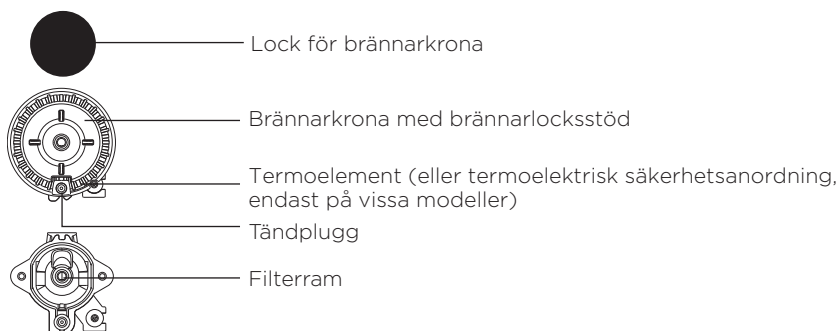 Lock för brännarkrona
Brännarkrona med brännarlocksstöd
Termoelement (eller termoelektrisk säkerhetsanordning,
endast på vissa modeller)
Tändplugg
Filterram